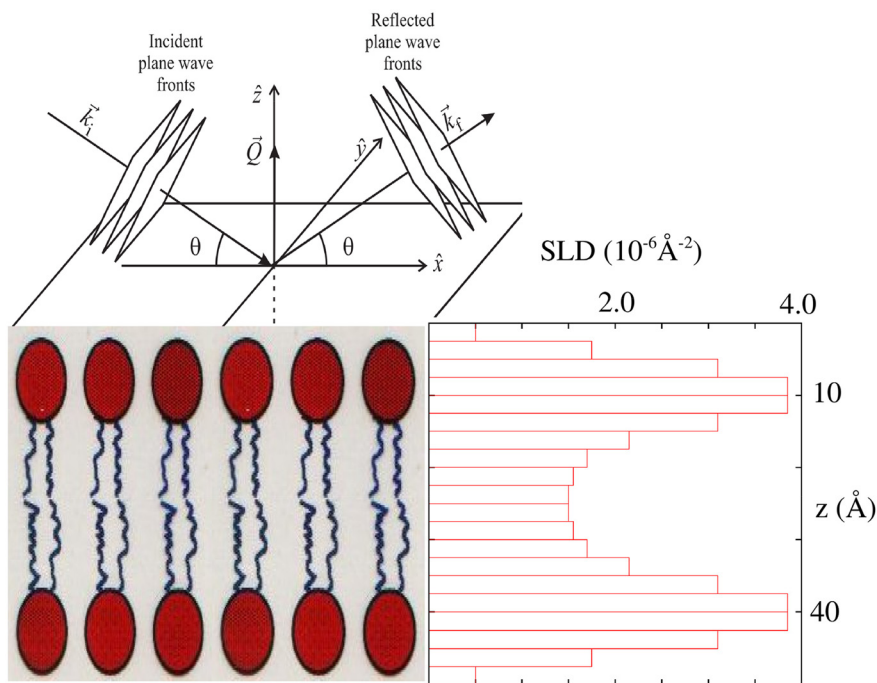 Incident
plane wave
fronts
Reflected
plane wave
fronts
k⃗i
ẑ
Q⃗
ŷ
k⃗f
θ
θ
x̂
SLD (10⁻⁶Å⁻²)
2.0
4.0
10
z (Å)
40